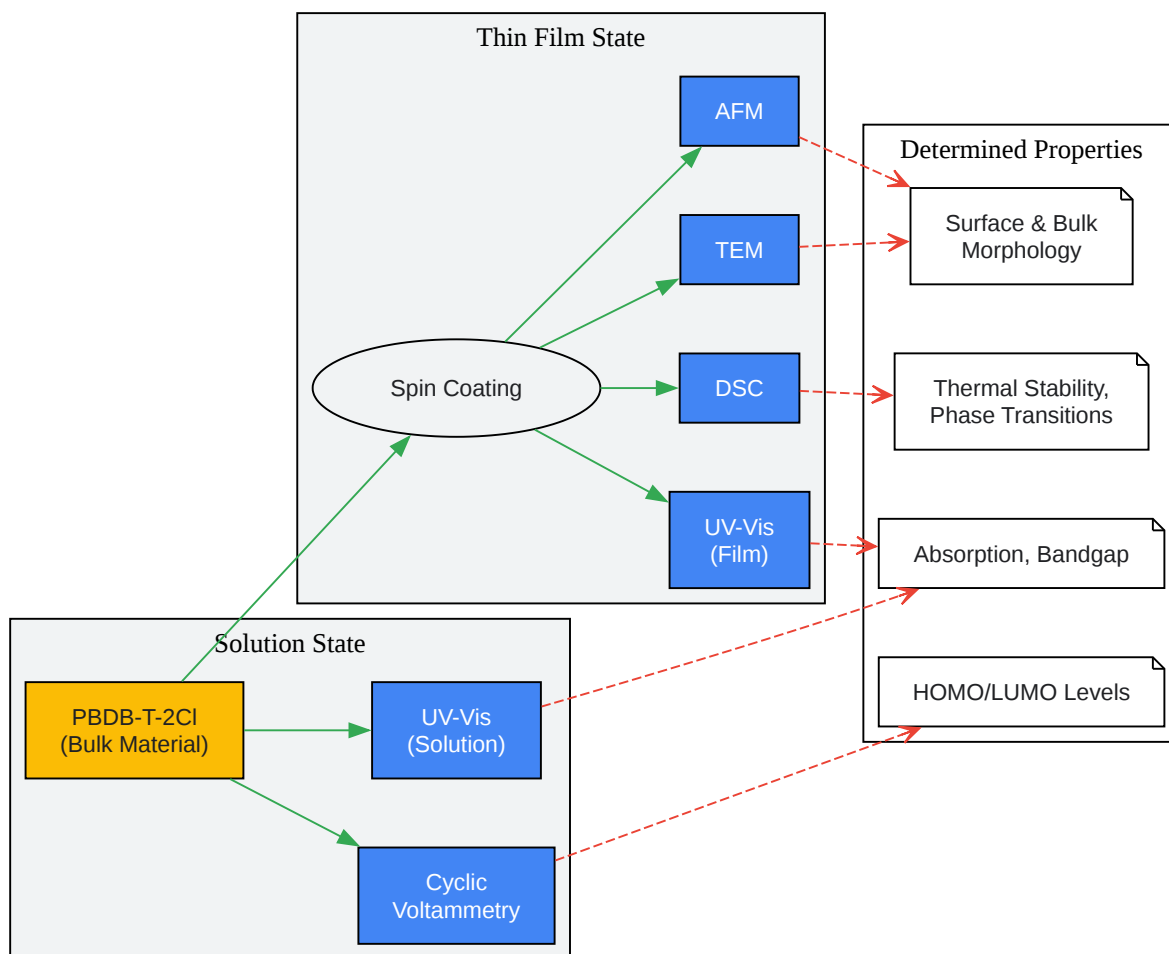 Thin Film State
AFM
TEM
Spin Coating
DSC
UV-Vis
(Film)
Determined Properties
Surface & Bulk
Morphology
Thermal Stability,
Phase Transitions
Absorption, Bandgap
HOMO/LUMO Levels
Solution State
PBDB-T-2Cl
(Bulk Material)
UV-Vis
(Solution)
Cyclic
Voltammetry